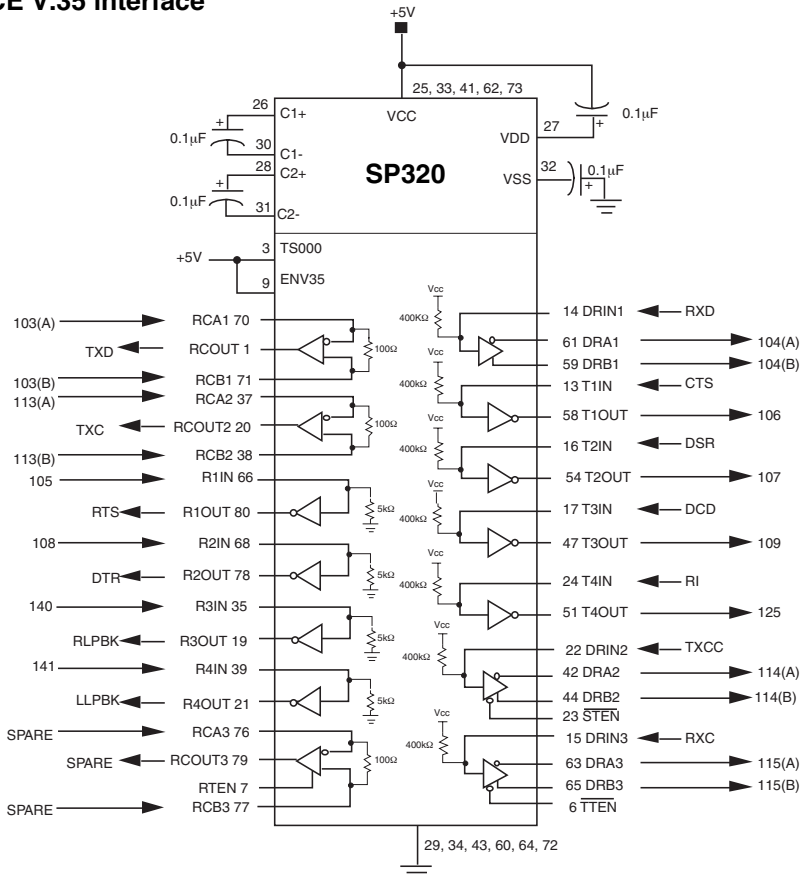 CE V.35 Interface
+5V
25, 33, 41, 62, 73
26 C1+
VCC
0.1µF
+
27
VDD
+
0.1µF
30 C1-
28 C2+
SP320
32
VSS
0.1µF
+
+
0.1µF
31 C2-
+5V
3 TS000
9 ENV35
103(A) RCA1 70
TXD RCOUT 1
100Ω
103(B) RCB1 71
113(A) RCA2 37
TXC RCOUT2 20
100Ω
113(B) RCB2 38
105 R1IN 66
RTS R1OUT 80
5kΩ
108 R2IN 68
DTR R2OUT 78
5kΩ
140 R3IN 35
RLPBK R3OUT 19
5kΩ
141 R4IN 39
LLPBK R4OUT 21
5kΩ
SPARE RCA3 76
SPARE RCOUT3 79
100Ω
RTEN 7
SPARE RCB3 77
Vcc
400KΩ
14 DRIN1 RXD
61 DRA1 104(A)
59 DRB1 104(B)
Vcc
400kΩ
13 T1IN CTS
58 T1OUT 106
Vcc
400kΩ
16 T2IN DSR
54 T2OUT 107
Vcc
400kΩ
17 T3IN DCD
47 T3OUT 109
Vcc
400kΩ
24 T4IN RI
51 T4OUT 125
Vcc
400kΩ
22 DRIN2 TXCC
42 DRA2 114(A)
44 DRB2 114(B)
23 STEN
Vcc
400kΩ
15 DRIN3 RXC
63 DRA3 115(A)
65 DRB3 115(B)
6 TTEN
29, 34, 43, 60, 64, 72